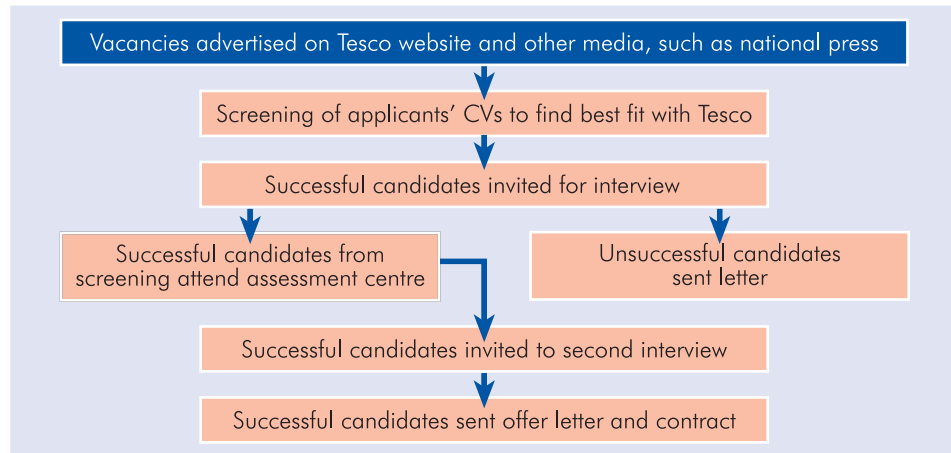 Vacancies advertised on Tesco website and other media, such as national press
Screening of applicants’ CVs to find best fit with Tesco
Successful candidates invited for interview
Successful candidates from
screening attend assessment centre
Unsuccessful candidates
sent letter
Successful candidates invited to second interview
Successful candidates sent offer letter and contract